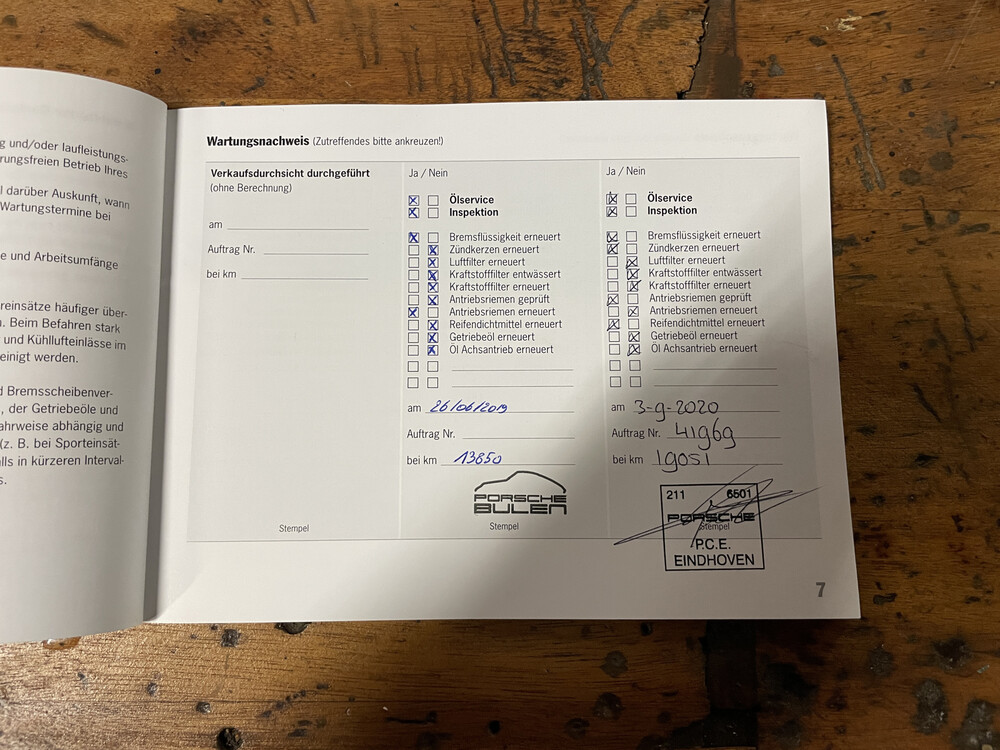 g und/oder laufleistungs-
rungsfreien Betrieb Ihres
l darüber Auskunft, wann
Wartungstermine bei
e und Arbeitsumfänge
reinsätze häufiger über-
n. Beim Befahren stark
r und Kühllufteinlässe im
einigt werden.
d Bremsscheibenver-
, der Getriebeöle und
ahrweise abhängig und
(z. B. bei Sporteinsät-
lls in kürzeren Interval-
s.
Wartungsnachweis (Zutreffendes bitte ankreuzen!)
Verkaufsdurchsicht durchgeführt
(ohne Berechnung)
am
Auftrag Nr.
bei km
Stempel
Ja / Nein
Ölservice
Inspektion
Bremsflüssigkeit erneuert
Zündkerzen erneuert
Luftfilter erneuert
Kraftstofffilter entwässert
Kraftstofffilter erneuert
Antriebsriemen geprüft
Antriebsriemen erneuert
Reifendichtmittel erneuert
Getriebeöl erneuert
Öl Achsantrieb erneuert
am 26/06/2019
Auftrag Nr.
bei km 13850
PORSCHE
BULEN
Stempel
Ja / Nein
Ölservice
Inspektion
Bremsflüssigkeit erneuert
Zündkerzen erneuert
Luftfilter erneuert
Kraftstofffilter entwässert
Kraftstofffilter erneuert
Antriebsriemen geprüft
Antriebsriemen erneuert
Reifendichtmittel erneuert
Getriebeöl erneuert
Öl Achsantrieb erneuert
am 3-9-2020
Auftrag Nr. 41969
bei km 19051
211 6501
PORSCHE
Stempel
P.C.E.
EINDHOVEN
7